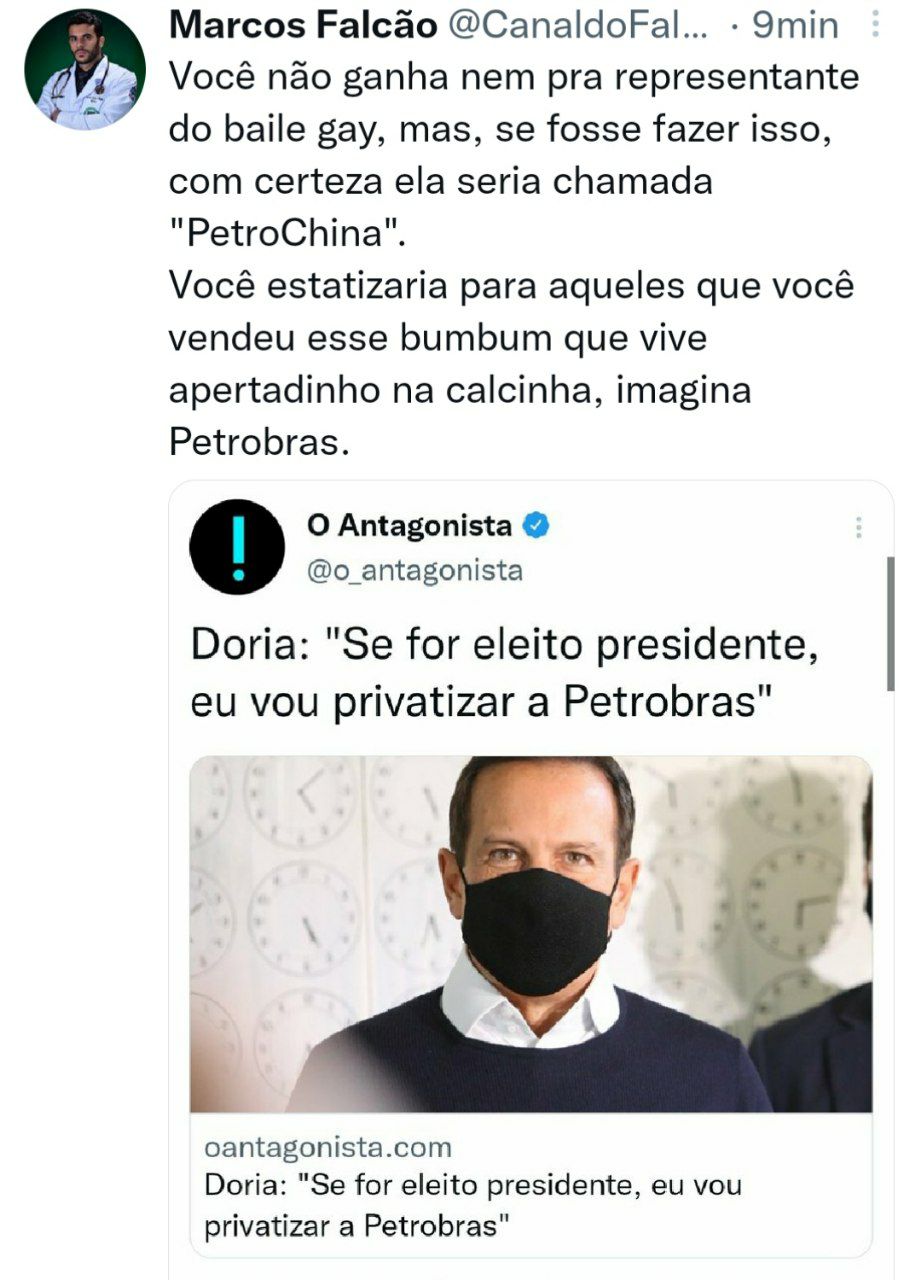 Marcos Falcão @CanaldoFal... · 9min
Você não ganha nem pra representante
do baile gay, mas, se fosse fazer isso,
com certeza ela seria chamada
"PetroChina".
Você estatizaria para aqueles que você
vendeu esse bumbum que vive
apertadinho na calcinha, imagina
Petrobras.
O Antagonista
@o_antagonista
Doria: "Se for eleito presidente,
eu vou privatizar a Petrobras"
oantagonista.com
Doria: "Se for eleito presidente, eu vou
privatizar a Petrobras"